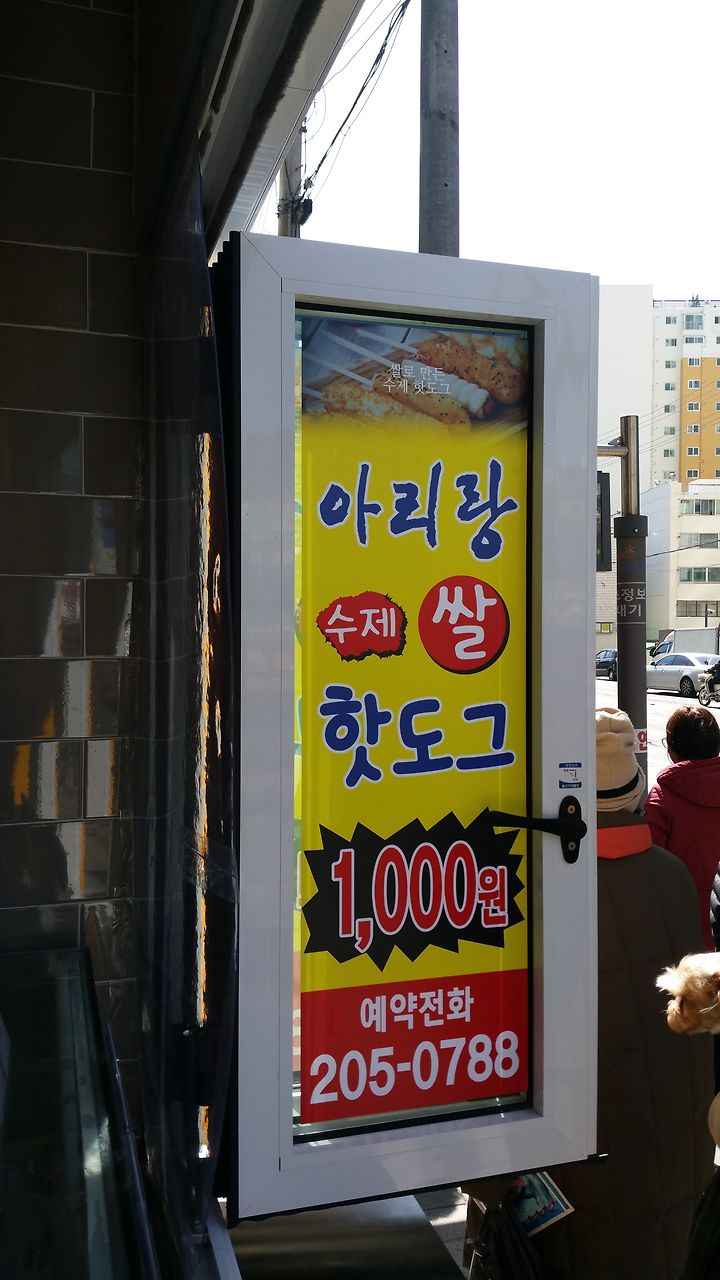 쌀로 만든
수제 핫도그
아리랑
수제 쌀
핫도그
1,000원
예약전화
205-0788